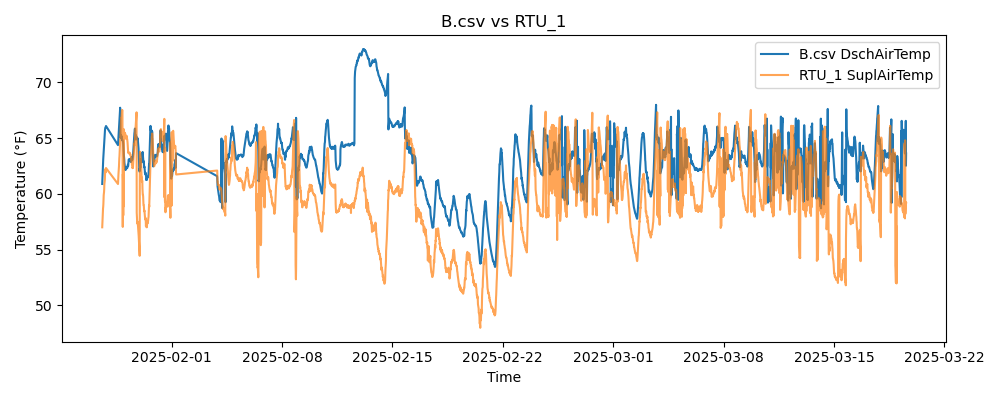 B.csv vs RTU_1
B.csv DschAirTemp
RTU_1 SuplAirTemp
Temperature (°F)
70
65
60
55
50
2025-02-01 2025-02-08 2025-02-15 2025-02-22 2025-03-01 2025-03-08 2025-03-15 2025-03-22
Time